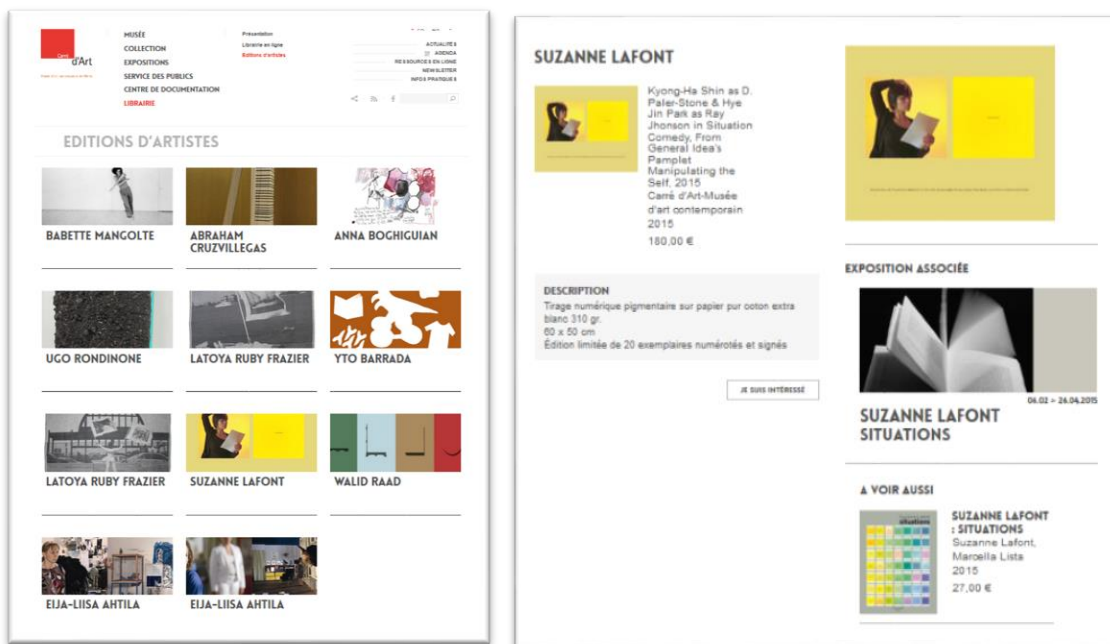 Carré
d'Art
MUSÉE
COLLECTION
EXPOSITIONS
SERVICE DES PUBLICS
CENTRE DE DOCUMENTATION
LIBRAIRIE
Présentation
Librairie en ligne
Editions d'artistes
ACTUALITÉS
AGENDA
RESSOURCES EN LIGNE
NEWSLETTER
INFOS PRATIQUES
EDITIONS D'ARTISTES
BABETTE MANGOLTE
ABRAHAM
CRUZVILLEGAS
ANNA BOGHIGUIAN
UGO RONDINONE
LATOYA RUBY FRAZIER
YTO BARRADA
LATOYA RUBY FRAZIER
SUZANNE LAFONT
WALID RAAD
EIJA-LIISA AHTILA
EIJA-LIISA AHTILA
SUZANNE LAFONT
Kyong-Ha Shin as D.
Paler-Stone & Hye
Jin Park as Ray
Jhonson in Situation
Comedy, From
General Idea's
Pamplet
Manipulating the
Self, 2015
Carré d'Art-Musée
d'art contemporain
2015
180,00 €
DESCRIPTION
Tirage numérique pigmentaire sur papier pur coton extra
blanc 310 gr.
60 x 50 cm
Édition limitée de 20 exemplaires numérotés et signés
JE SUIS INTÉRESSÉ
EXPOSITION ASSOCIÉE
06.02 > 26.04.2015
SUZANNE LAFONT
SITUATIONS
A VOIR AUSSI
situations
SUZANNE LAFONT
: SITUATIONS
Suzanne Lafont,
Marcella Lista
2015
27,00 €